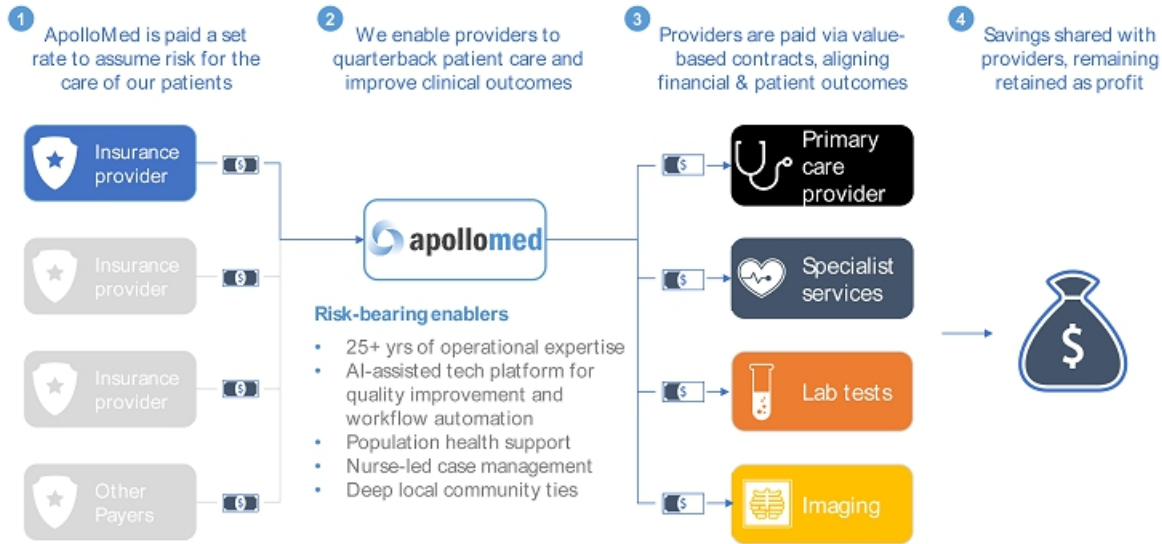 1
ApolloMed is paid a set
rate to assume risk for the
care of our patients
2
We enable providers to
quarterback patient care and
improve clinical outcomes
3
Providers are paid via value-
based contracts, aligning
financial & patient outcomes
4
Savings shared with
providers, remaining
retained as profit
Insurance
provider
$
Insurance
provider
$
Insurance
provider
$
Other
Payers
$
apollomed
Risk-bearing enablers
• 25+ yrs of operational expertise
• AI-assisted tech platform for
quality improvement and
workflow automation
• Population health support
• Nurse-led case management
• Deep local community ties
$
Primary
care
provider
$
Specialist
services
$
Lab tests
$
Imaging
$